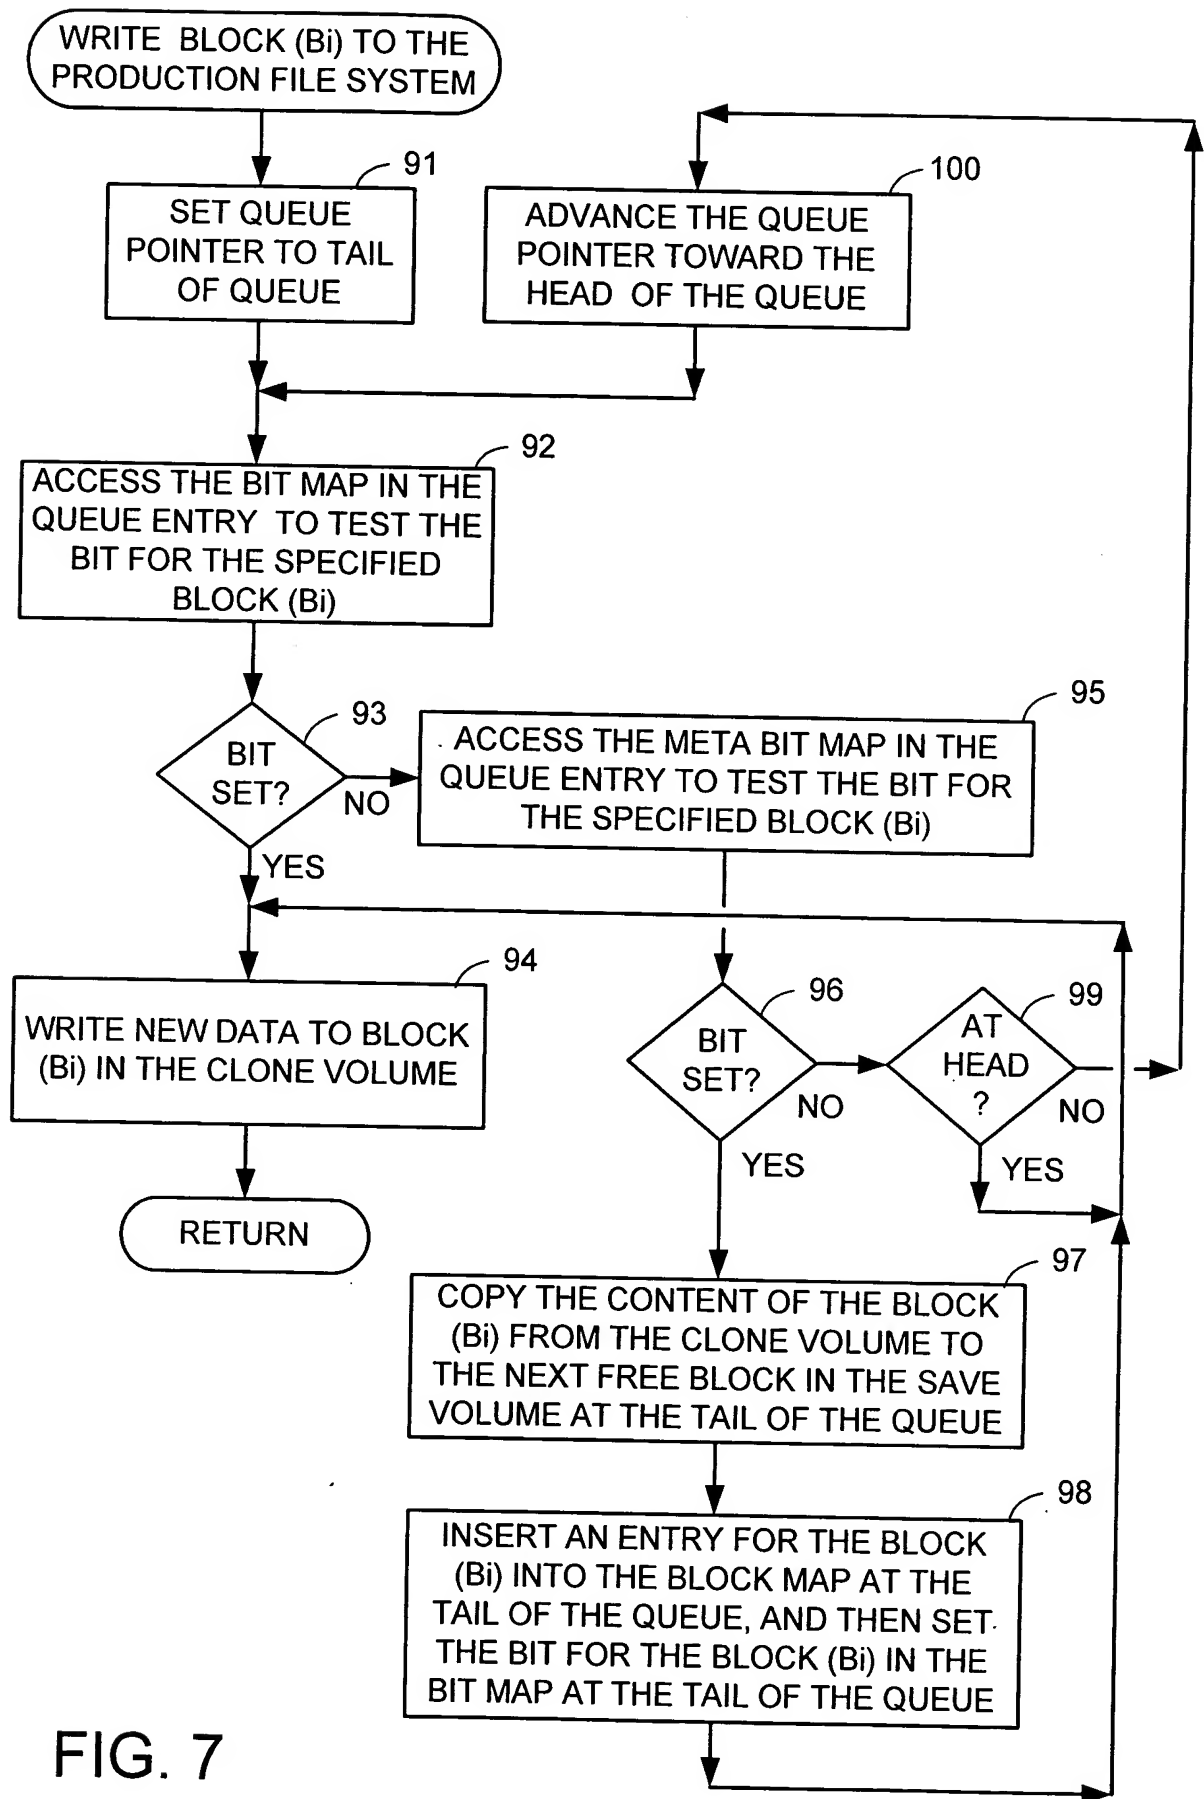 WRITE BLOCK (Bi) TO THE
PRODUCTION FILE SYSTEM
91
SET QUEUE
POINTER TO TAIL
OF QUEUE
100
ADVANCE THE QUEUE
POINTER TOWARD THE
HEAD OF THE QUEUE
92
ACCESS THE BIT MAP IN THE
QUEUE ENTRY TO TEST THE
BIT FOR THE SPECIFIED
BLOCK (Bi)
93
BIT
SET?
NO
YES
95
ACCESS THE META BIT MAP IN THE
QUEUE ENTRY TO TEST THE BIT FOR
THE SPECIFIED BLOCK (Bi)
94
WRITE NEW DATA TO BLOCK
(Bi) IN THE CLONE VOLUME
RETURN
96
BIT
SET?
NO
YES
99
AT
HEAD
?
NO
YES
97
COPY THE CONTENT OF THE BLOCK
(Bi) FROM THE CLONE VOLUME TO
THE NEXT FREE BLOCK IN THE SAVE
VOLUME AT THE TAIL OF THE QUEUE
98
INSERT AN ENTRY FOR THE BLOCK
(Bi) INTO THE BLOCK MAP AT THE
TAIL OF THE QUEUE, AND THEN SET
THE BIT FOR THE BLOCK (Bi) IN THE
BIT MAP AT THE TAIL OF THE QUEUE
FIG. 7